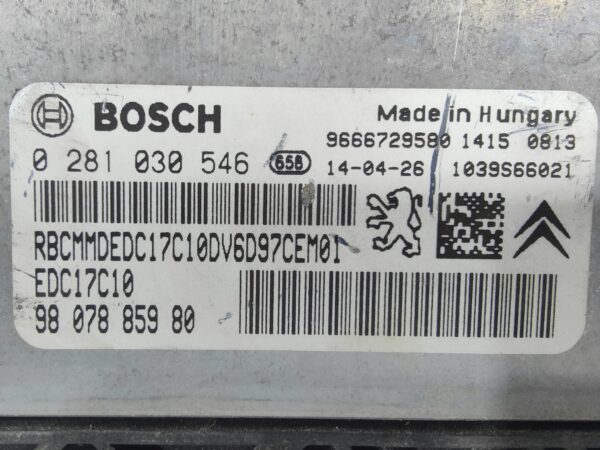 BOSCH
Made in Hungary
9666729580 1415 0813
0 281 030 546 658 14-04-26 1039S66021
RBCMMDEDC17C10DV6D97CEM01
EDC17C10
98 078 859 80